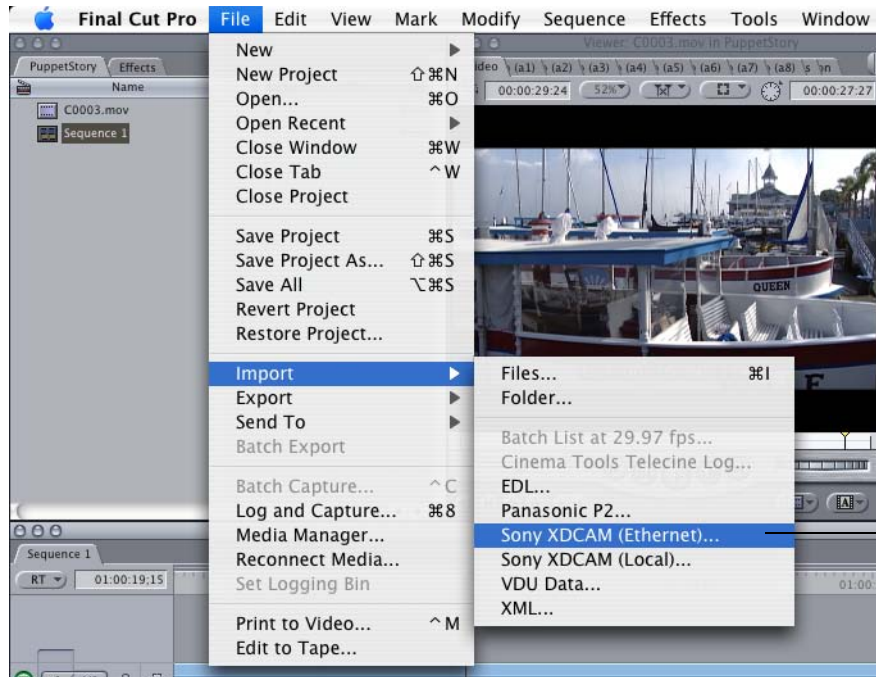 Final Cut Pro File Edit View Mark Modify Sequence Effects Tools Window
Viewer: C0003.mov in PuppetStory
PuppetStory Effects
Name
C0003.mov
Sequence 1
(a1) (a2) (a3) (a4) (a5) (a6) (a7) (a8)
00:00:29:24 52% 00:00:27:27
QUEEN
New
New Project ⇧⌘N
Open... ⌘O
Open Recent
Close Window ⌘W
Close Tab ^W
Close Project
Save Project ⌘S
Save Project As... ⇧⌘S
Save All ⌥⌘S
Revert Project
Restore Project...
Import
Export
Send To
Batch Export
Batch Capture... ^C
Log and Capture... ⌘8
Media Manager...
Reconnect Media...
Set Logging Bin
Print to Video... ^M
Edit to Tape...
Files... ⌘I
Folder...
Batch List at 29.97 fps...
Cinema Tools Telecine Log...
EDL...
Panasonic P2...
Sony XDCAM (Ethernet)...
Sony XDCAM (Local)...
VDU Data...
XML...
Sequence 1
RT 01:00:19;15
01:00: